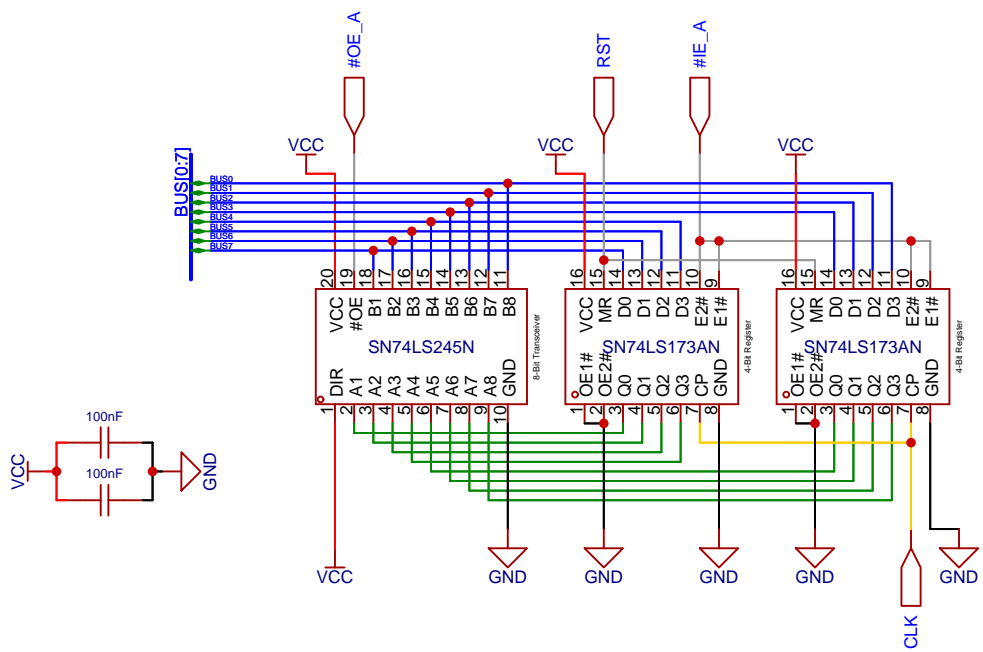 #OE_A
RST
#IE_A
VCC
VCC
VCC
BUS[0:7]
BUS0
BUS1
BUS2
BUS3
BUS4
BUS5
BUS6
BUS7
20 19 18 17 16 15 14 13 12 11
VCC #OE B1 B2 B3 B4 B5 B6 B7 B8
SN74LS245N
8-Bit Transceiver
DIR A1 A2 A3 A4 A5 A6 A7 A8 GND
1 2 3 4 5 6 7 8 9 10
16 15 14 13 12 11 10 9
VCC MR D0 D1 D2 D3 E2# E1#
SN74LS173AN
4-Bit Register
OE1# OE2# Q0 Q1 Q2 Q3 CP GND
1 2 3 4 5 6 7 8
16 15 14 13 12 11 10 9
VCC MR D0 D1 D2 D3 E2# E1#
SN74LS173AN
4-Bit Register
OE1# OE2# Q0 Q1 Q2 Q3 CP GND
1 2 3 4 5 6 7 8
100nF
100nF
VCC
GND
VCC
GND
GND
GND
GND
GND
CLK